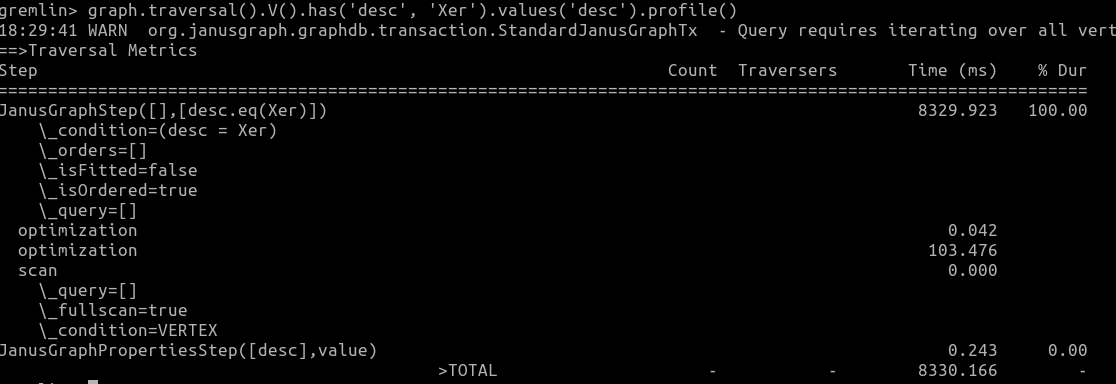 gremlin> graph.traversal().V().has('desc', 'Xer').values('desc').profile()
18:29:41 WARN  org.janusgraph.graphdb.transaction.StandardJanusGraphTx  - Query requires iterating over all vert
==>Traversal Metrics
Step Count Traversers Time (ms) % Dur
=============================================================================================================
JanusGraphStep([],[desc.eq(Xer)]) 8329.923 100.00
\_condition=(desc = Xer)
\_orders=[]
\_isFitted=false
\_isOrdered=true
\_query=[]
optimization 0.042
optimization 103.476
scan 0.000
\_query=[]
\_fullscan=true
\_condition=VERTEX
JanusGraphPropertiesStep([desc],value) 0.243 0.00
>TOTAL - - 8330.166 -